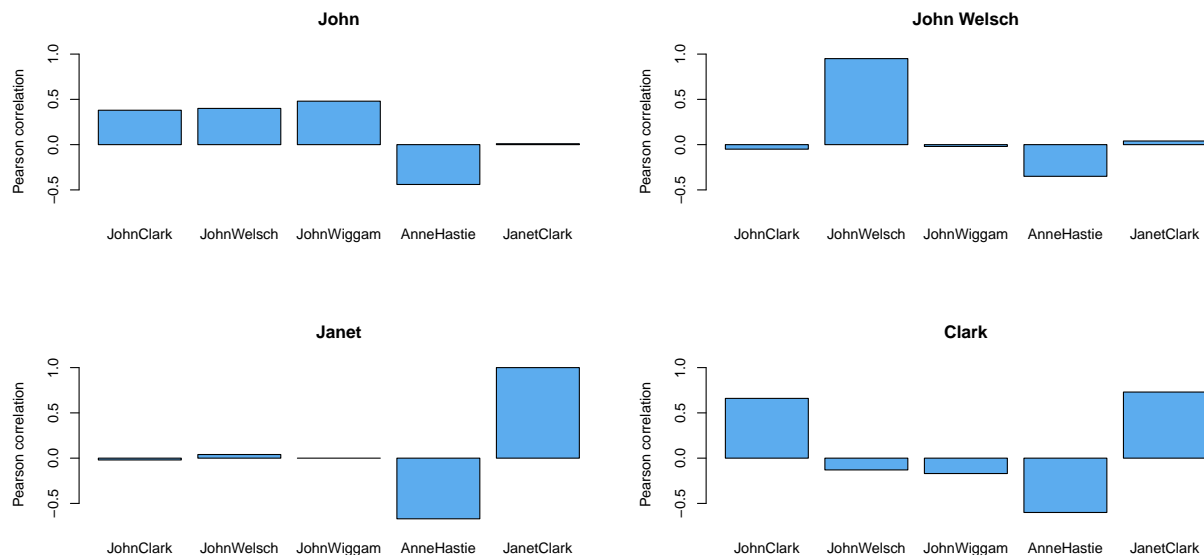 John
Pearson correlation
1.0
0.5
0.0
−0.5
JohnClark JohnWelsch JohnWiggam AnneHastie JanetClark
John Welsch
Pearson correlation
1.0
0.5
0.0
−0.5
JohnClark JohnWelsch JohnWiggam AnneHastie JanetClark
Janet
Pearson correlation
1.0
0.5
0.0
−0.5
JohnClark JohnWelsch JohnWiggam AnneHastie JanetClark
Clark
Pearson correlation
1.0
0.5
0.0
−0.5
JohnClark JohnWelsch JohnWiggam AnneHastie JanetClark